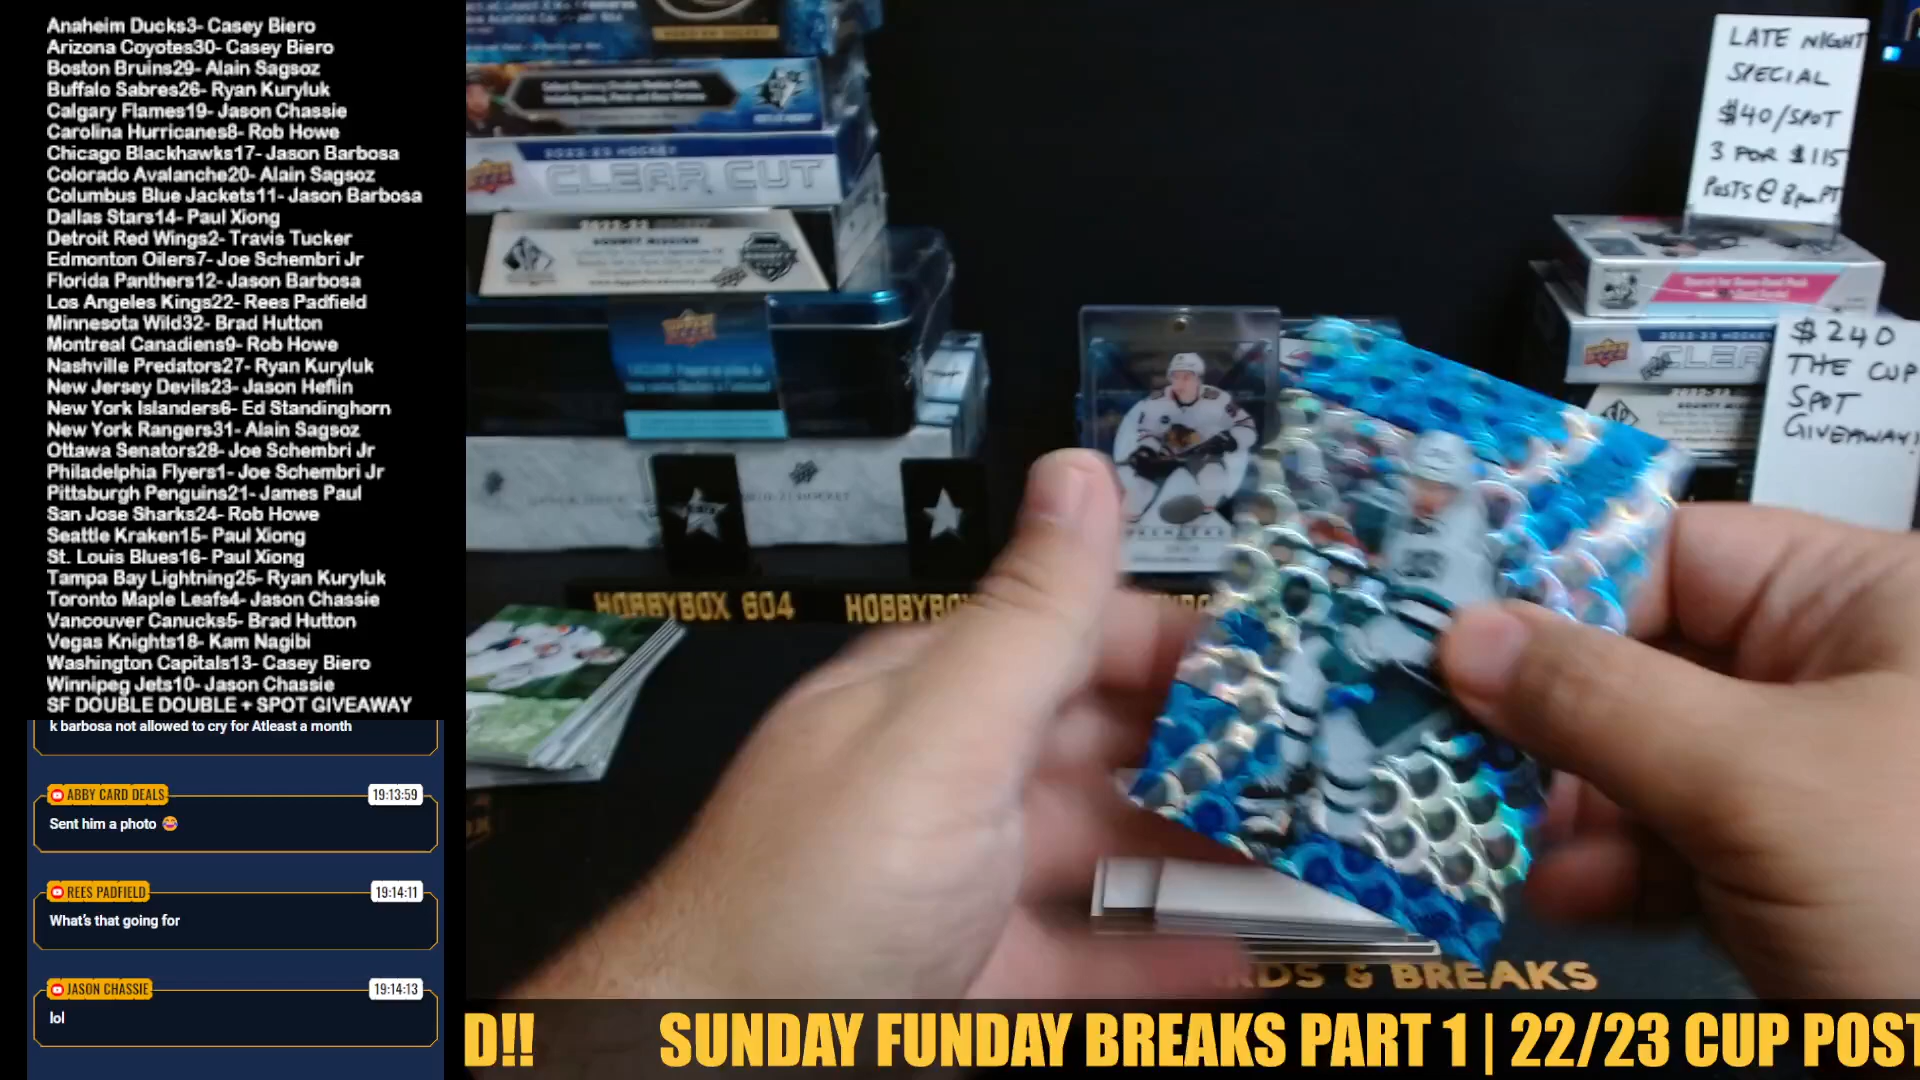 Anaheim Ducks3- Casey Biero
Arizona Coyotes30- Casey Biero
Boston Bruins29- Alain Sagsoz
Buffalo Sabres26- Ryan Kuryluk
Calgary Flames19- Jason Chassie
Carolina Hurricanes8- Rob Howe
Chicago Blackhawks17- Jason Barbosa
Colorado Avalanche20- Alain Sagsoz
Columbus Blue Jackets11- Jason Barbosa
Dallas Stars14- Paul Xiong
Detroit Red Wings2- Travis Tucker
Edmonton Oilers7- Joe Schembri Jr
Florida Panthers12- Jason Barbosa
Los Angeles Kings22- Rees Padfield
Minnesota Wild32- Brad Hutton
Montreal Canadiens9- Rob Howe
Nashville Predators27- Ryan Kuryluk
New Jersey Devils23- Jason Heflin
New York Islanders6- Ed Standinghorn
New York Rangers31- Alain Sagsoz
Ottawa Senators28- Joe Schembri Jr
Philadelphia Flyers1- Joe Schembri Jr
Pittsburgh Penguins21- James Paul
San Jose Sharks24- Rob Howe
Seattle Kraken15- Paul Xiong
St. Louis Blues16- Paul Xiong
Tampa Bay Lightning25- Ryan Kuryluk
Toronto Maple Leafs4- Jason Chassie
Vancouver Canucks5- Brad Hutton
Vegas Knights18- Kam Nagibi
Washington Capitals13- Casey Biero
Winnipeg Jets10- Jason Chassie
SF DOUBLE DOUBLE + SPOT GIVEAWAY
k barbosa not allowed to cry for Atleast a month
ABBY CARD DEALS 19:13:59
Sent him a photo 😂
REES PADFIELD 19:14:11
What's that going for
JASON CHASSIE 19:14:13
lol
2022-23 HOCKEY
CLEAR CUT
BOUNTY MISSION
HOBBYBOX 604
LATE NIGHT
SPECIAL
$40/SPOT
3 FOR $115
POSTS @ 8pm PT
$240
THE CUP
SPOT
GIVEAWAY!
RDS & BREAKS
D!! SUNDAY FUNDAY BREAKS PART 1 | 22/23 CUP POST